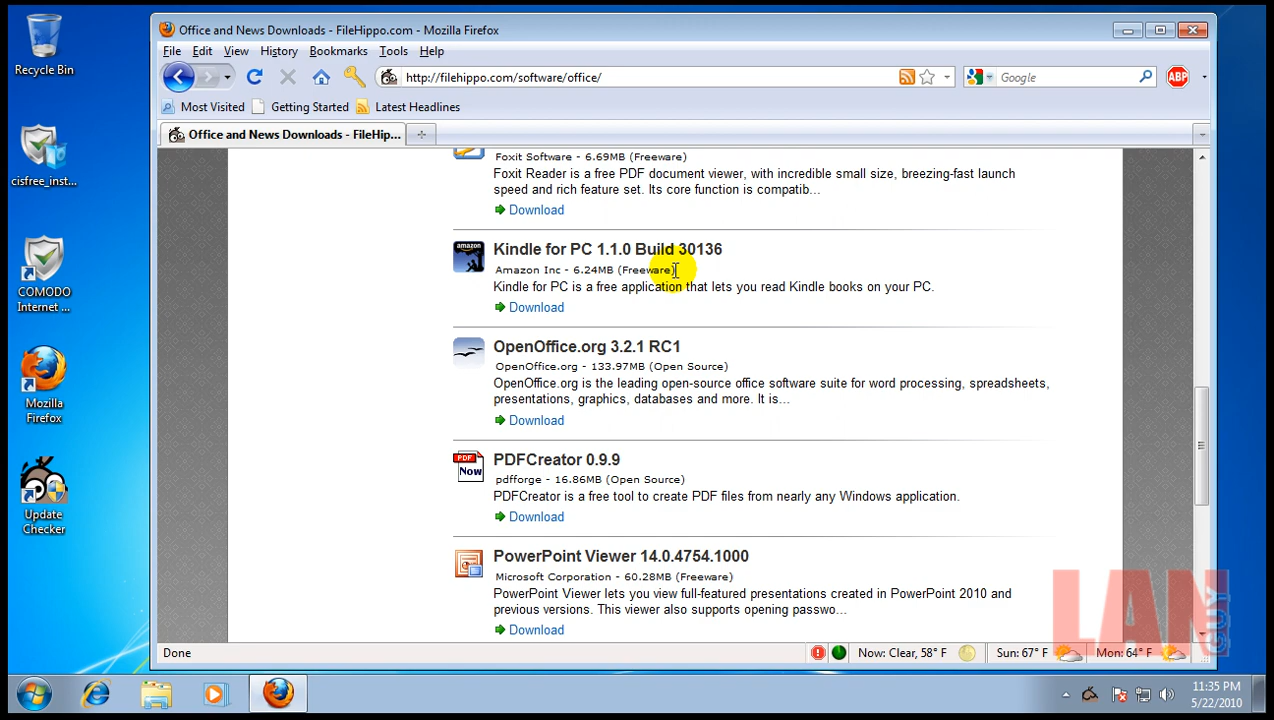 Recycle Bin
cisfree_inst...
COMODO
Internet ...
Mozilla
Firefox
Update
Checker
Office and News Downloads - FileHippo.com - Mozilla Firefox
File Edit View History Bookmarks Tools Help
http://filehippo.com/software/office/
Google
ABP
Most Visited Getting Started Latest Headlines
Office and News Downloads - FileHip...
Foxit Software - 6.69MB (Freeware)
Foxit Reader is a free PDF document viewer, with incredible small size, breezing-fast launch
speed and rich feature set. Its core function is compatib...
Download
amazon
Kindle for PC 1.1.0 Build 30136
Amazon Inc - 6.24MB (Freeware)
Kindle for PC is a free application that lets you read Kindle books on your PC.
Download
OpenOffice.org 3.2.1 RC1
OpenOffice.org - 133.97MB (Open Source)
OpenOffice.org is the leading open-source office software suite for word processing, spreadsheets,
presentations, graphics, databases and more. It is...
Download
PDF
Now
PDFCreator 0.9.9
pdfforge - 16.86MB (Open Source)
PDFCreator is a free tool to create PDF files from nearly any Windows application.
Download
PowerPoint Viewer 14.0.4754.1000
Microsoft Corporation - 60.28MB (Freeware)
PowerPoint Viewer lets you view full-featured presentations created in PowerPoint 2010 and
previous versions. This viewer also supports opening passwo...
Download
LAN
GUY
Done
Now: Clear, 58° F
Sun: 67° F
Mon: 64° F
11:35 PM
5/22/2010